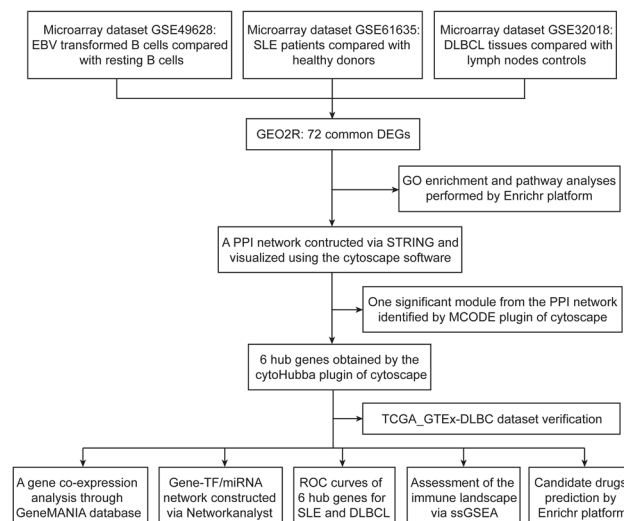 Microarray dataset GSE49628:
EBV transformed B cells compared
with resting B cells
Microarray dataset GSE61635:
SLE patients compared with
healthy donors
Microarray dataset GSE32018:
DLBCL tissues compared with
lymph nodes controls
GEO2R: 72 common DEGs
GO enrichment and pathway analyses
performed by Enrichr platform
A PPI network contructed via STRING and
visualized using the cytoscape software
One significant module from the PPI network
identified by MCODE plugin of cytoscape
6 hub genes obtained by the
cytoHubba plugin of cytoscape
TCGA_GTEx-DLBC dataset verification
A gene co-expression
analysis through
GeneMANIA database
Gene-TF/miRNA
network constructed
via Networkanalyst
ROC curves of
6 hub genes for
SLE and DLBCL
Assessment of the
immune landscape
via ssGSEA
Candidate drugs
prediction by
Enrichr platform